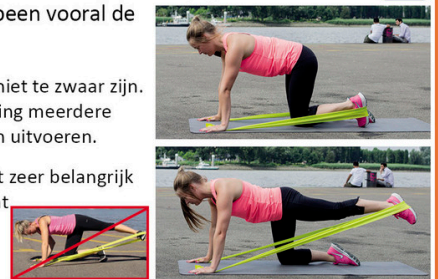 been vooral de
niet te zwaar zijn.
ing meerdere
n uitvoeren.
t zeer belangrijk
t